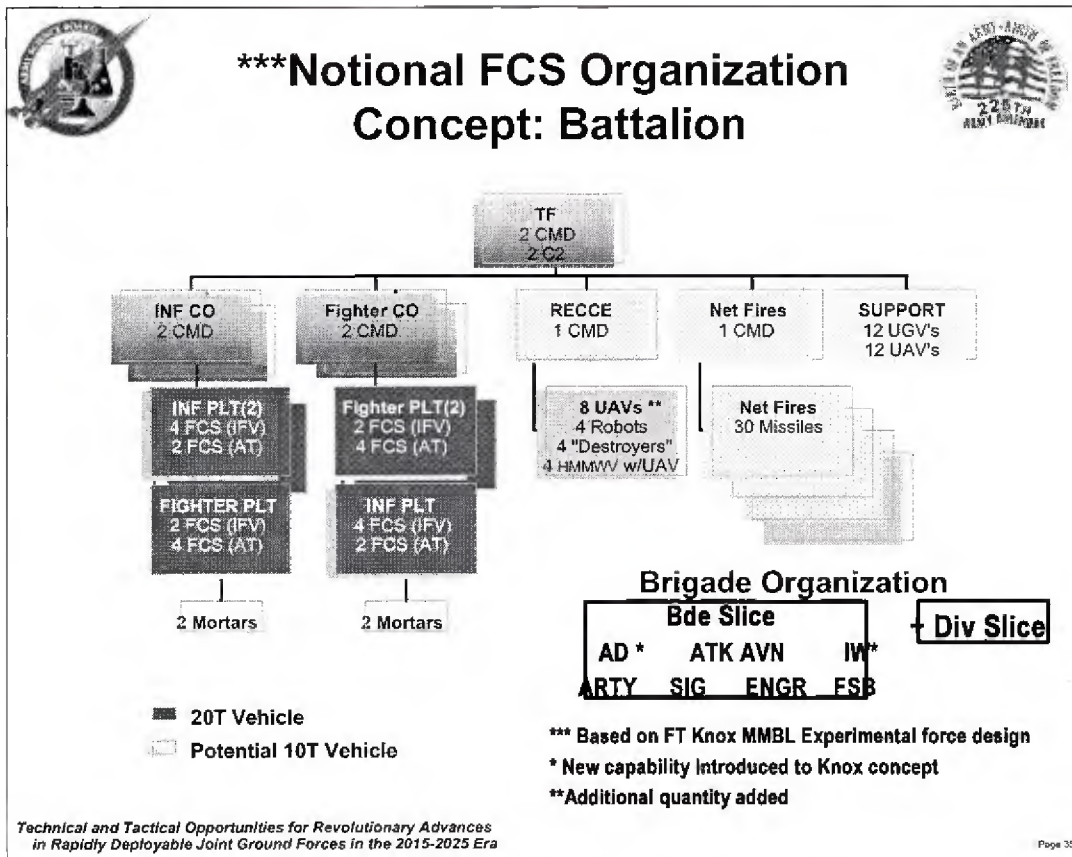 ***Notional FCS Organization
Concept: Battalion
225TH
TF
2 CMD
2 C2
INF CO
2 CMD
Fighter CO
2 CMD
RECCE
1 CMD
Net Fires
1 CMD
SUPPORT
12 UGV's
12 UAV's
INF PLT(2)
4 FCS (IFV)
2 FCS (AT)
Fighter PLT(2)
2 FCS (IFV)
4 FCS (AT)
8 UAVs **
4 Robots
4 "Destroyers"
4 HMMWV w/UAV
Net Fires
30 Missiles
FIGHTER PLT
2 FCS (IFV)
4 FCS (AT)
INF PLT
4 FCS (IFV)
2 FCS (AT)
2 Mortars
2 Mortars
Brigade Organization
Bde Slice
AD * ATK AVN IW*
ARTY SIG ENGR FSB
+ Div Slice
20T Vehicle
Potential 10T Vehicle
*** Based on FT Knox MMBL Experimental force design
* New capability Introduced to Knox concept
**Additional quantity added
Technical and Tactical Opportunities for Revolutionary Advances
in Rapidly Deployable Joint Ground Forces in the 2015-2025 Era
Page 35